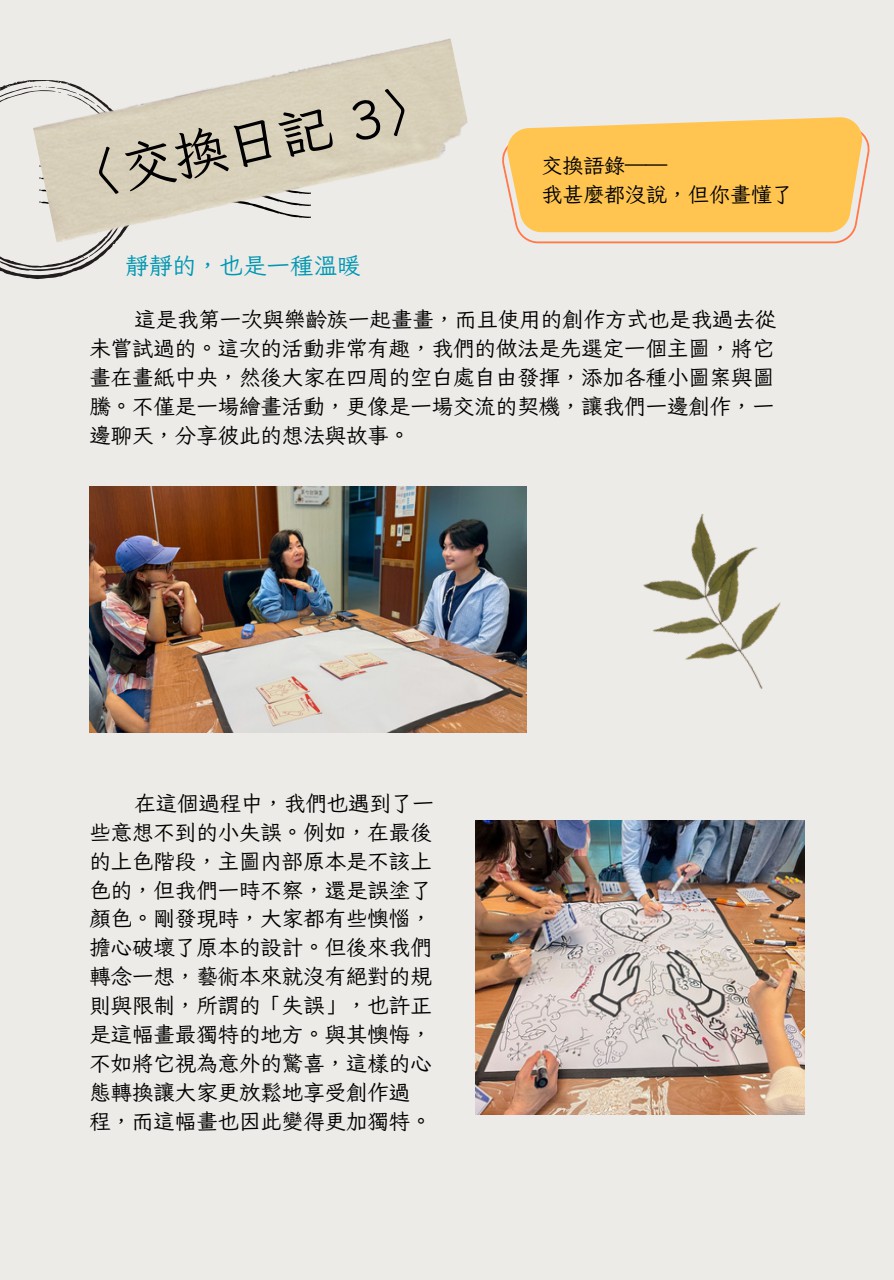 〈交換日記 3〉
交換語錄——
我甚麼都沒說，但你畫懂了
靜靜的，也是一種溫暖
這是我第一次與樂齡族一起畫畫，而且使用的創作方式也是我過去從
未嘗試過的。這次的活動非常有趣，我們的做法是先選定一個主圖，將它
畫在畫紙中央，然後大家在四周的空白處自由發揮，添加各種小圖案與圖
騰。不僅是一場繪畫活動，更像是一場交流的契機，讓我們一邊創作，一
邊聊天，分享彼此的想法與故事。
在這個過程中，我們也遇到了一
些意想不到的小失誤。例如，在最後
的上色階段，主圖內部原本是不該上
色的，但我們一時不察，還是誤塗了
顏色。剛發現時，大家都有些懊惱，
擔心破壞了原本的設計。但後來我們
轉念一想，藝術本來就沒有絕對的規
則與限制，所謂的「失誤」，也許正
是這幅畫最獨特的地方。與其懊悔，
不如將它視為意外的驚喜，這樣的心
態轉換讓大家更放鬆地享受創作過
程，而這幅畫也因此變得更加獨特。